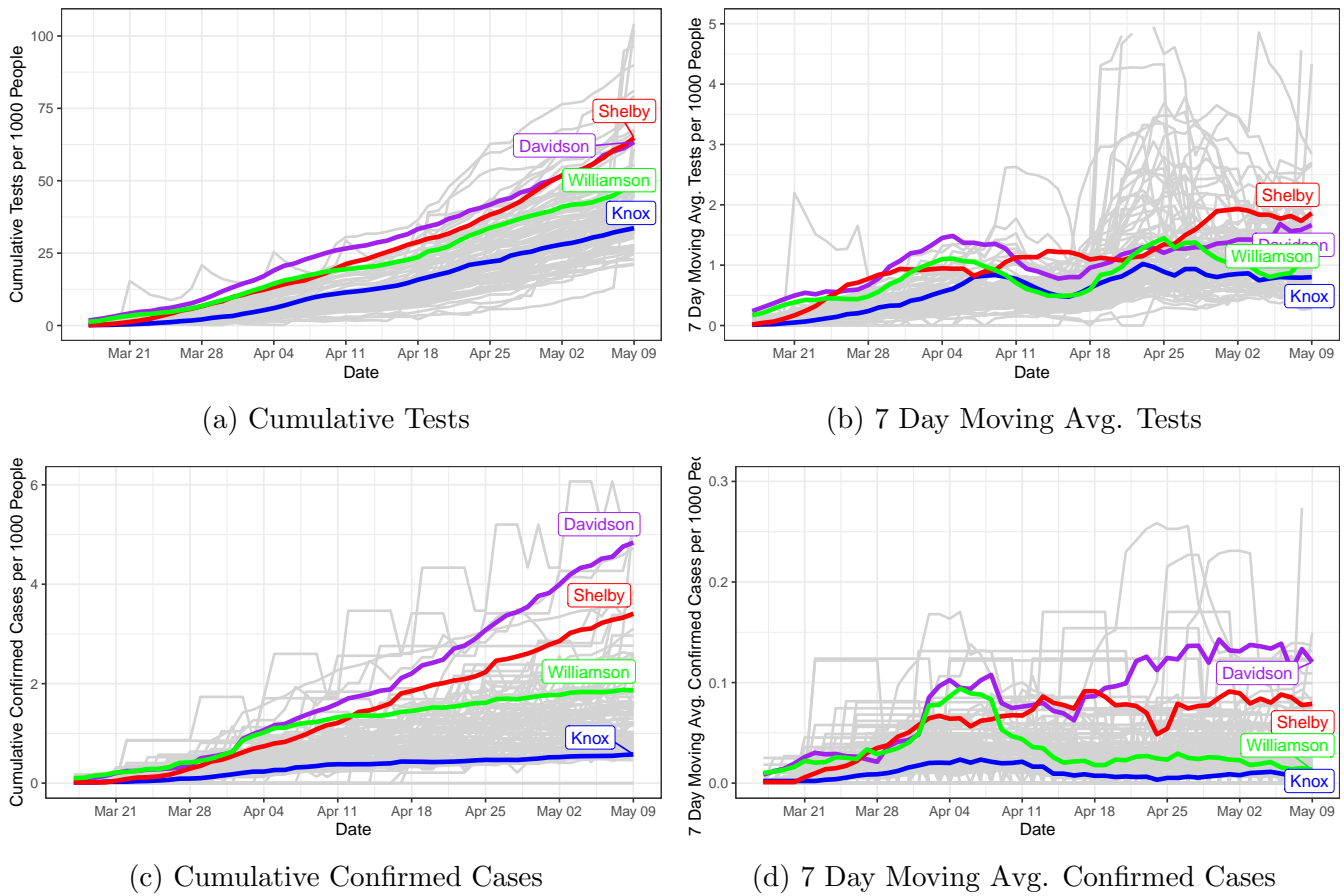 Cumulative Tests per 1000 People
100
75
50
25
0
Shelby
Davidson
Williamson
Knox
Mar 21 Mar 28 Apr 04 Apr 11 Apr 18 Apr 25 May 02 May 09
Date
(a) Cumulative Tests
7 Day Moving Avg. Tests per 1000 People
5
4
3
2
1
0
Shelby
Davidson
Williamson
Knox
Mar 21 Mar 28 Apr 04 Apr 11 Apr 18 Apr 25 May 02 May 09
Date
(b) 7 Day Moving Avg. Tests
Cumulative Confirmed Cases per 1000 People
6
4
2
0
Davidson
Shelby
Williamson
Knox
Mar 21 Mar 28 Apr 04 Apr 11 Apr 18 Apr 25 May 02 May 09
Date
(c) Cumulative Confirmed Cases
7 Day Moving Avg. Confirmed Cases per 1000
0.3
0.2
0.1
0.0
Davidson
Shelby
Williamson
Knox
Mar 21 Mar 28 Apr 04 Apr 11 Apr 18 Apr 25 May 02 May 09
Date
(d) 7 Day Moving Avg. Confirmed Cases